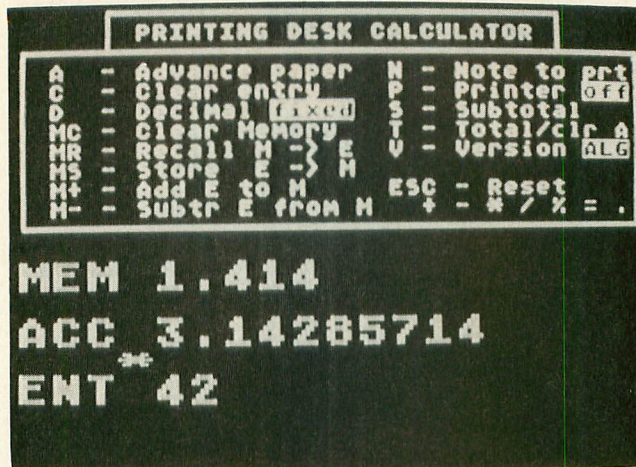 PRINTING DESK CALCULATOR
A - Advance paper N - Note to prt
C - Clear entry P - Printer off
D - Decimal fixed S - Subtotal
MC - Clear Memory T - Total/clr A
MR - Recall M -> E V - Version ALG
MS - Store E -> M
M+ - Add E to M ESC - Reset
M- - Subtr E from M + - * / % = .
MEM 1.414
ACC 3.14285714
*
ENT 42